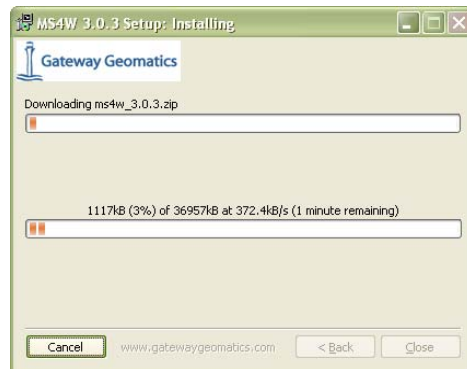 MS4W 3.0.3 Setup: Installing
Gateway Geomatics
Downloading ms4w_3.0.3.zip
1117kB (3%) of 36957kB at 372.4kB/s (1 minute remaining)
Cancel www.gatewaygeomatics.com < Back Close